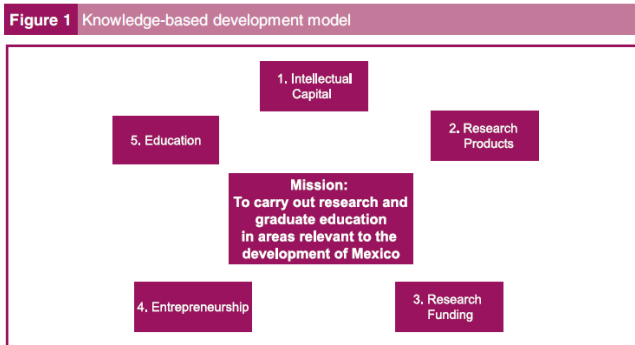 Figure 1 Knowledge-based development model
1. Intellectual
Capital
5. Education
2. Research
Products
Mission:
To carry out research and
graduate education
in areas relevant to the
development of Mexico
4. Entrepreneurship
3. Research
Funding